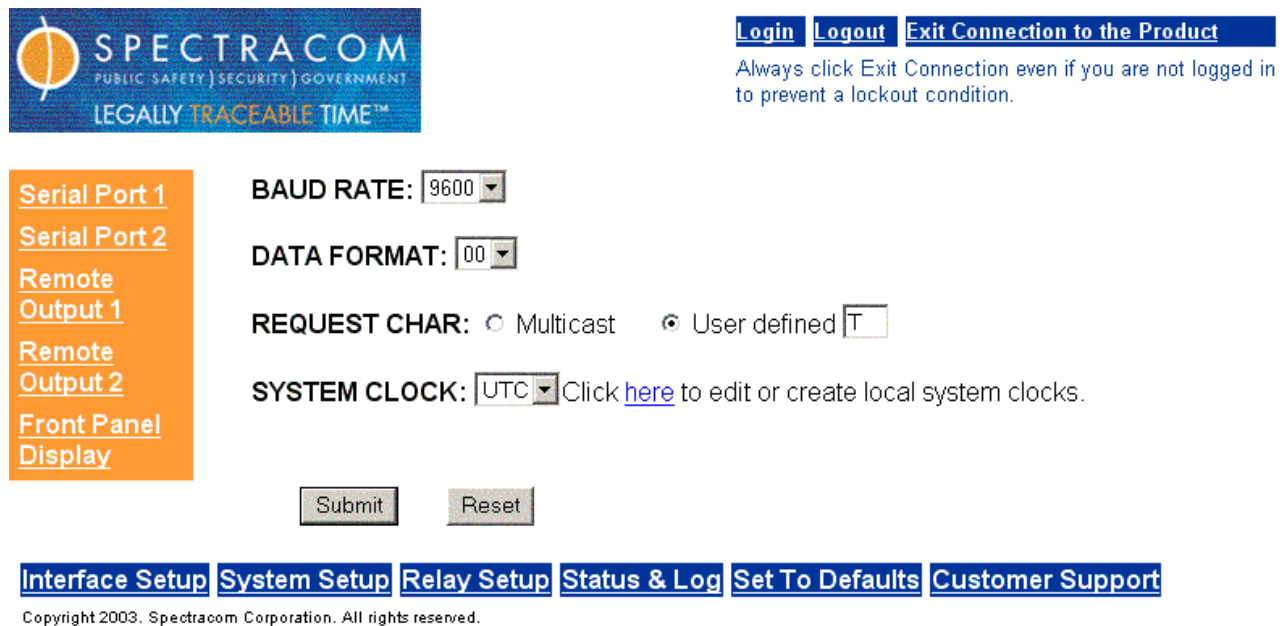 SPECTRACOM
PUBLIC SAFETY ) SECURITY ) GOVERNMENT
LEGALLY TRACEABLE TIME™
Login Logout Exit Connection to the Product
Always click Exit Connection even if you are not logged in
to prevent a lockout condition.
Serial Port 1
Serial Port 2
Remote
Output 1
Remote
Output 2
Front Panel
Display
BAUD RATE: 9600
DATA FORMAT: 00
REQUEST CHAR: Multicast User defined T
SYSTEM CLOCK: UTC Click here to edit or create local system clocks.
Submit Reset
Interface Setup System Setup Relay Setup Status & Log Set To Defaults Customer Support
Copyright 2003. Spectracom Corporation. All rights reserved.